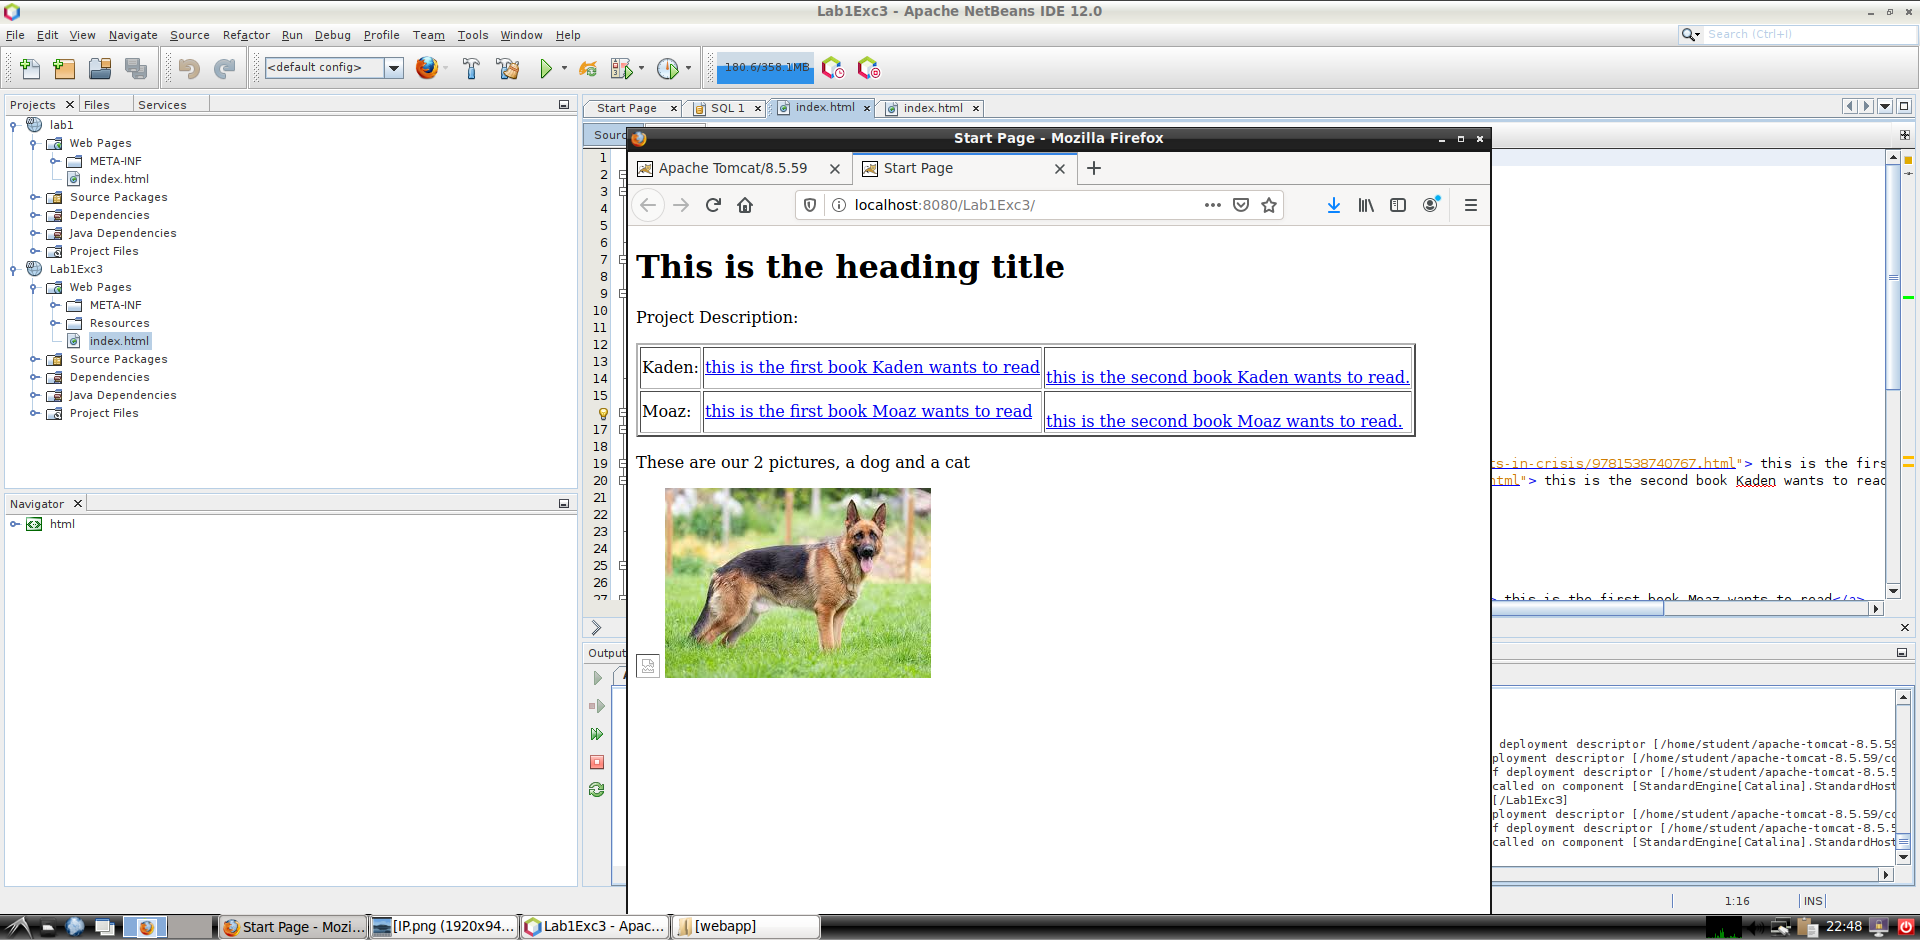 Lab1Exc3 - Apache NetBeans IDE 12.0
File Edit View Navigate Source Refactor Run Debug Profile Team Tools Window Help
Search (Ctrl+I)
<default config>
180.6/358.1MB
Projects Files Services
lab1
Web Pages
META-INF
index.html
Source Packages
Dependencies
Java Dependencies
Project Files
Lab1Exc3
Web Pages
META-INF
Resources
index.html
Source Packages
Dependencies
Java Dependencies
Project Files
Navigator
html
Start Page SQL 1 index.html index.html
Sourc
1
2
3
4
5
6
7
8
9
10
11
12
13
14
15
17
18
19
20
21
22
23
24
25
26
27
Start Page - Mozilla Firefox
Apache Tomcat/8.5.59 Start Page
localhost:8080/Lab1Exc3/
This is the heading title
Project Description:
Kaden: this is the first book Kaden wants to read this is the second book Kaden wants to read.
Moaz: this is the first book Moaz wants to read this is the second book Moaz wants to read.
These are our 2 pictures, a dog and a cat
ts-in-crisis/9781538740767.html"> this is the firs
html"> this is the second book Kaden wants to read
> this is the first book Moaz wants to read</a>
Output
deployment descriptor [/home/student/apache-tomcat-8.5.59
ployment descriptor [/home/student/apache-tomcat-8.5.59/co
f deployment descriptor [/home/student/apache-tomcat-8.5.5
called on component [StandardEngine[Catalina].StandardHost
[/Lab1Exc3]
ployment descriptor [/home/student/apache-tomcat-8.5.59/co
f deployment descriptor [/home/student/apache-tomcat-8.5.5
called on component [StandardEngine[Catalina].StandardHost
1:16 INS
Start Page - Mozi... [IP.png (1920x94... Lab1Exc3 - Apac... [webapp] 22:48